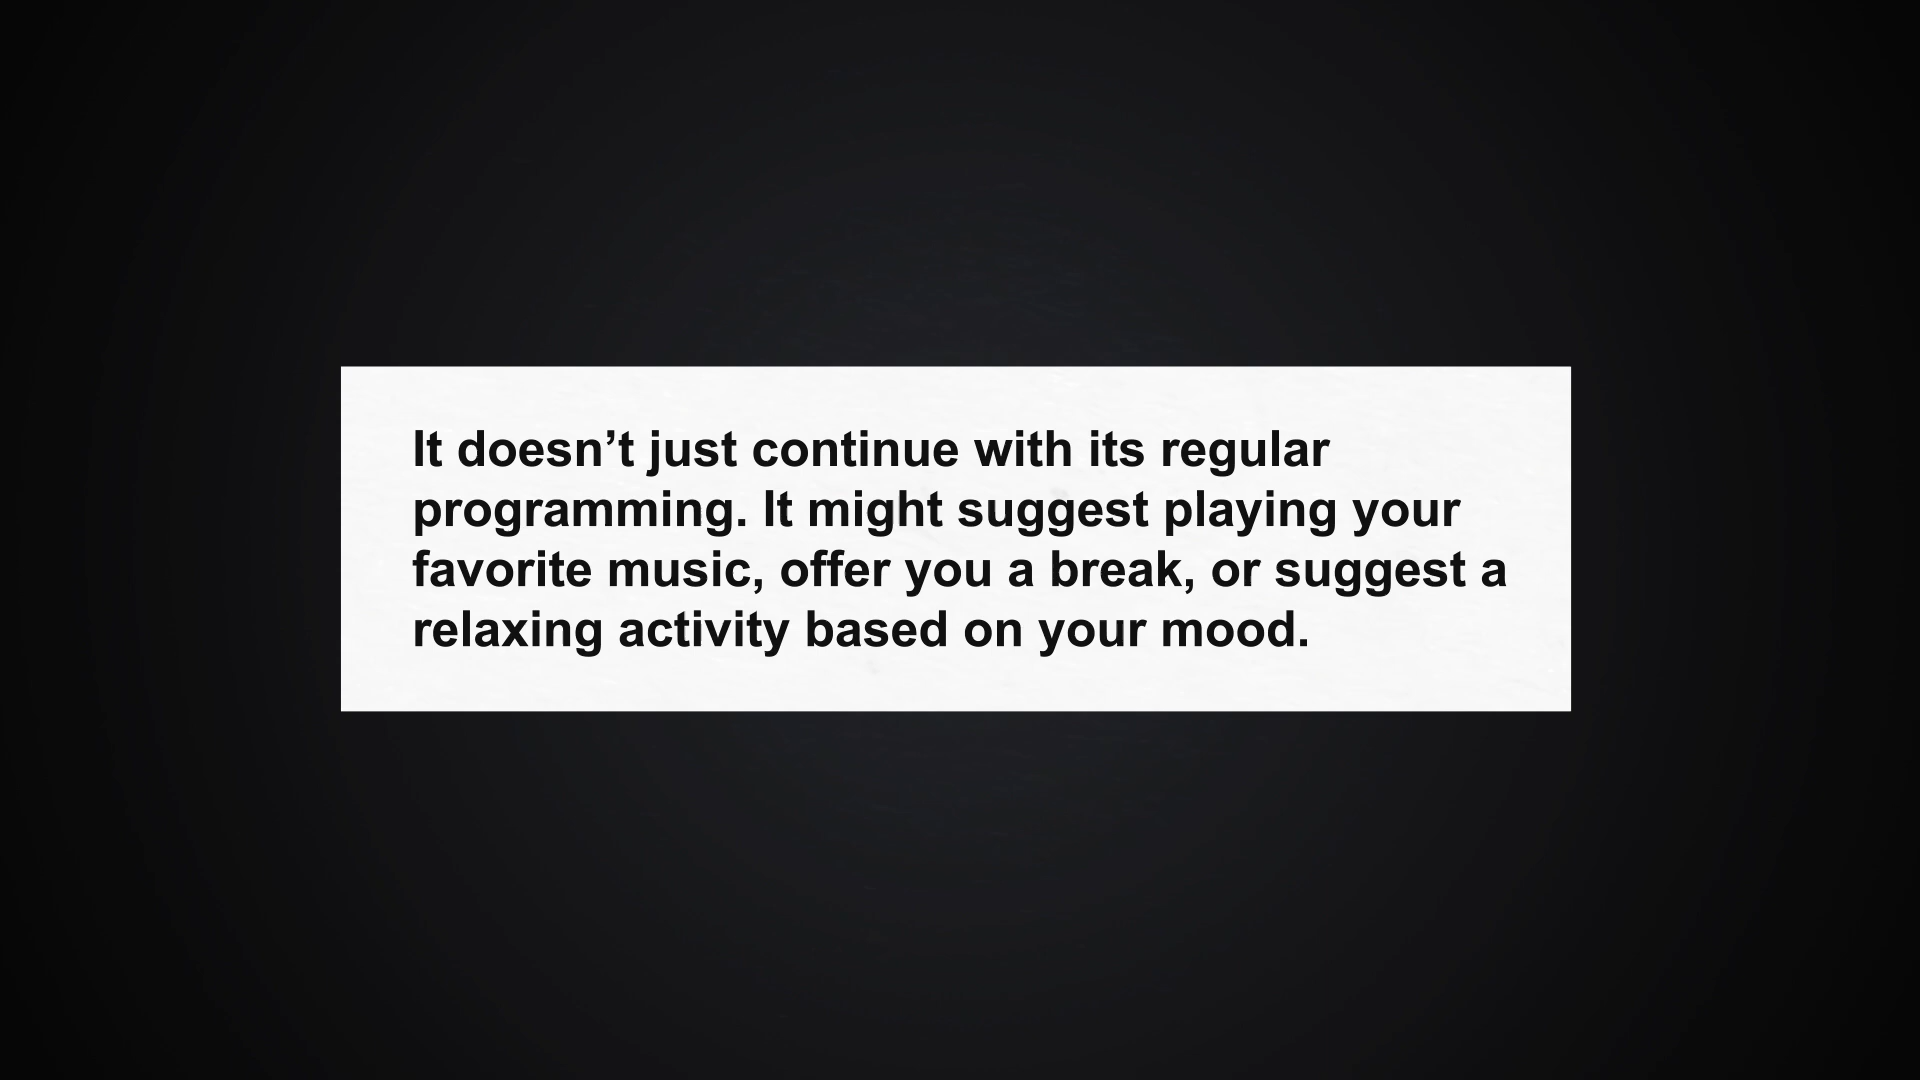 It doesn’t just continue with its regular
programming. It might suggest playing your
favorite music, offer you a break, or suggest a
relaxing activity based on your mood.